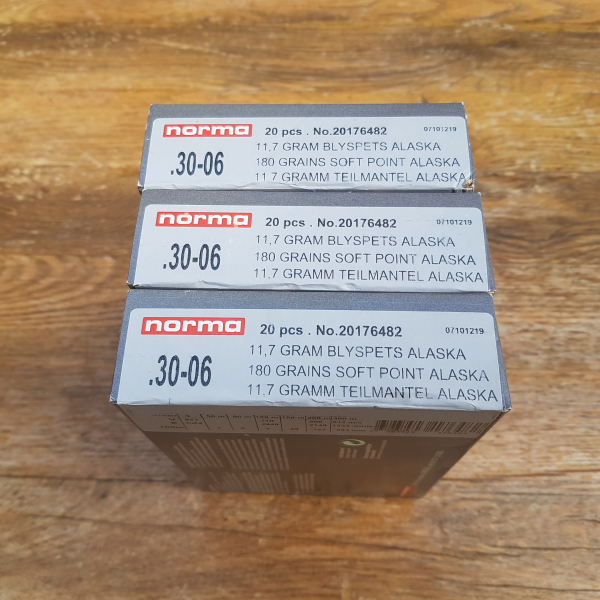 norma
20 pcs . No.20176482
07101219
.30-06
11,7 GRAM BLYSPETS ALASKA
180 GRAINS SOFT POINT ALASKA
11,7 GRAMM TEILMANTEL ALASKA
norma
20 pcs . No.20176482
07101219
.30-06
11,7 GRAM BLYSPETS ALASKA
180 GRAINS SOFT POINT ALASKA
11,7 GRAMM TEILMANTEL ALASKA
norma
20 pcs . No.20176482
07101219
.30-06
11,7 GRAM BLYSPETS ALASKA
180 GRAINS SOFT POINT ALASKA
11,7 GRAMM TEILMANTEL ALASKA